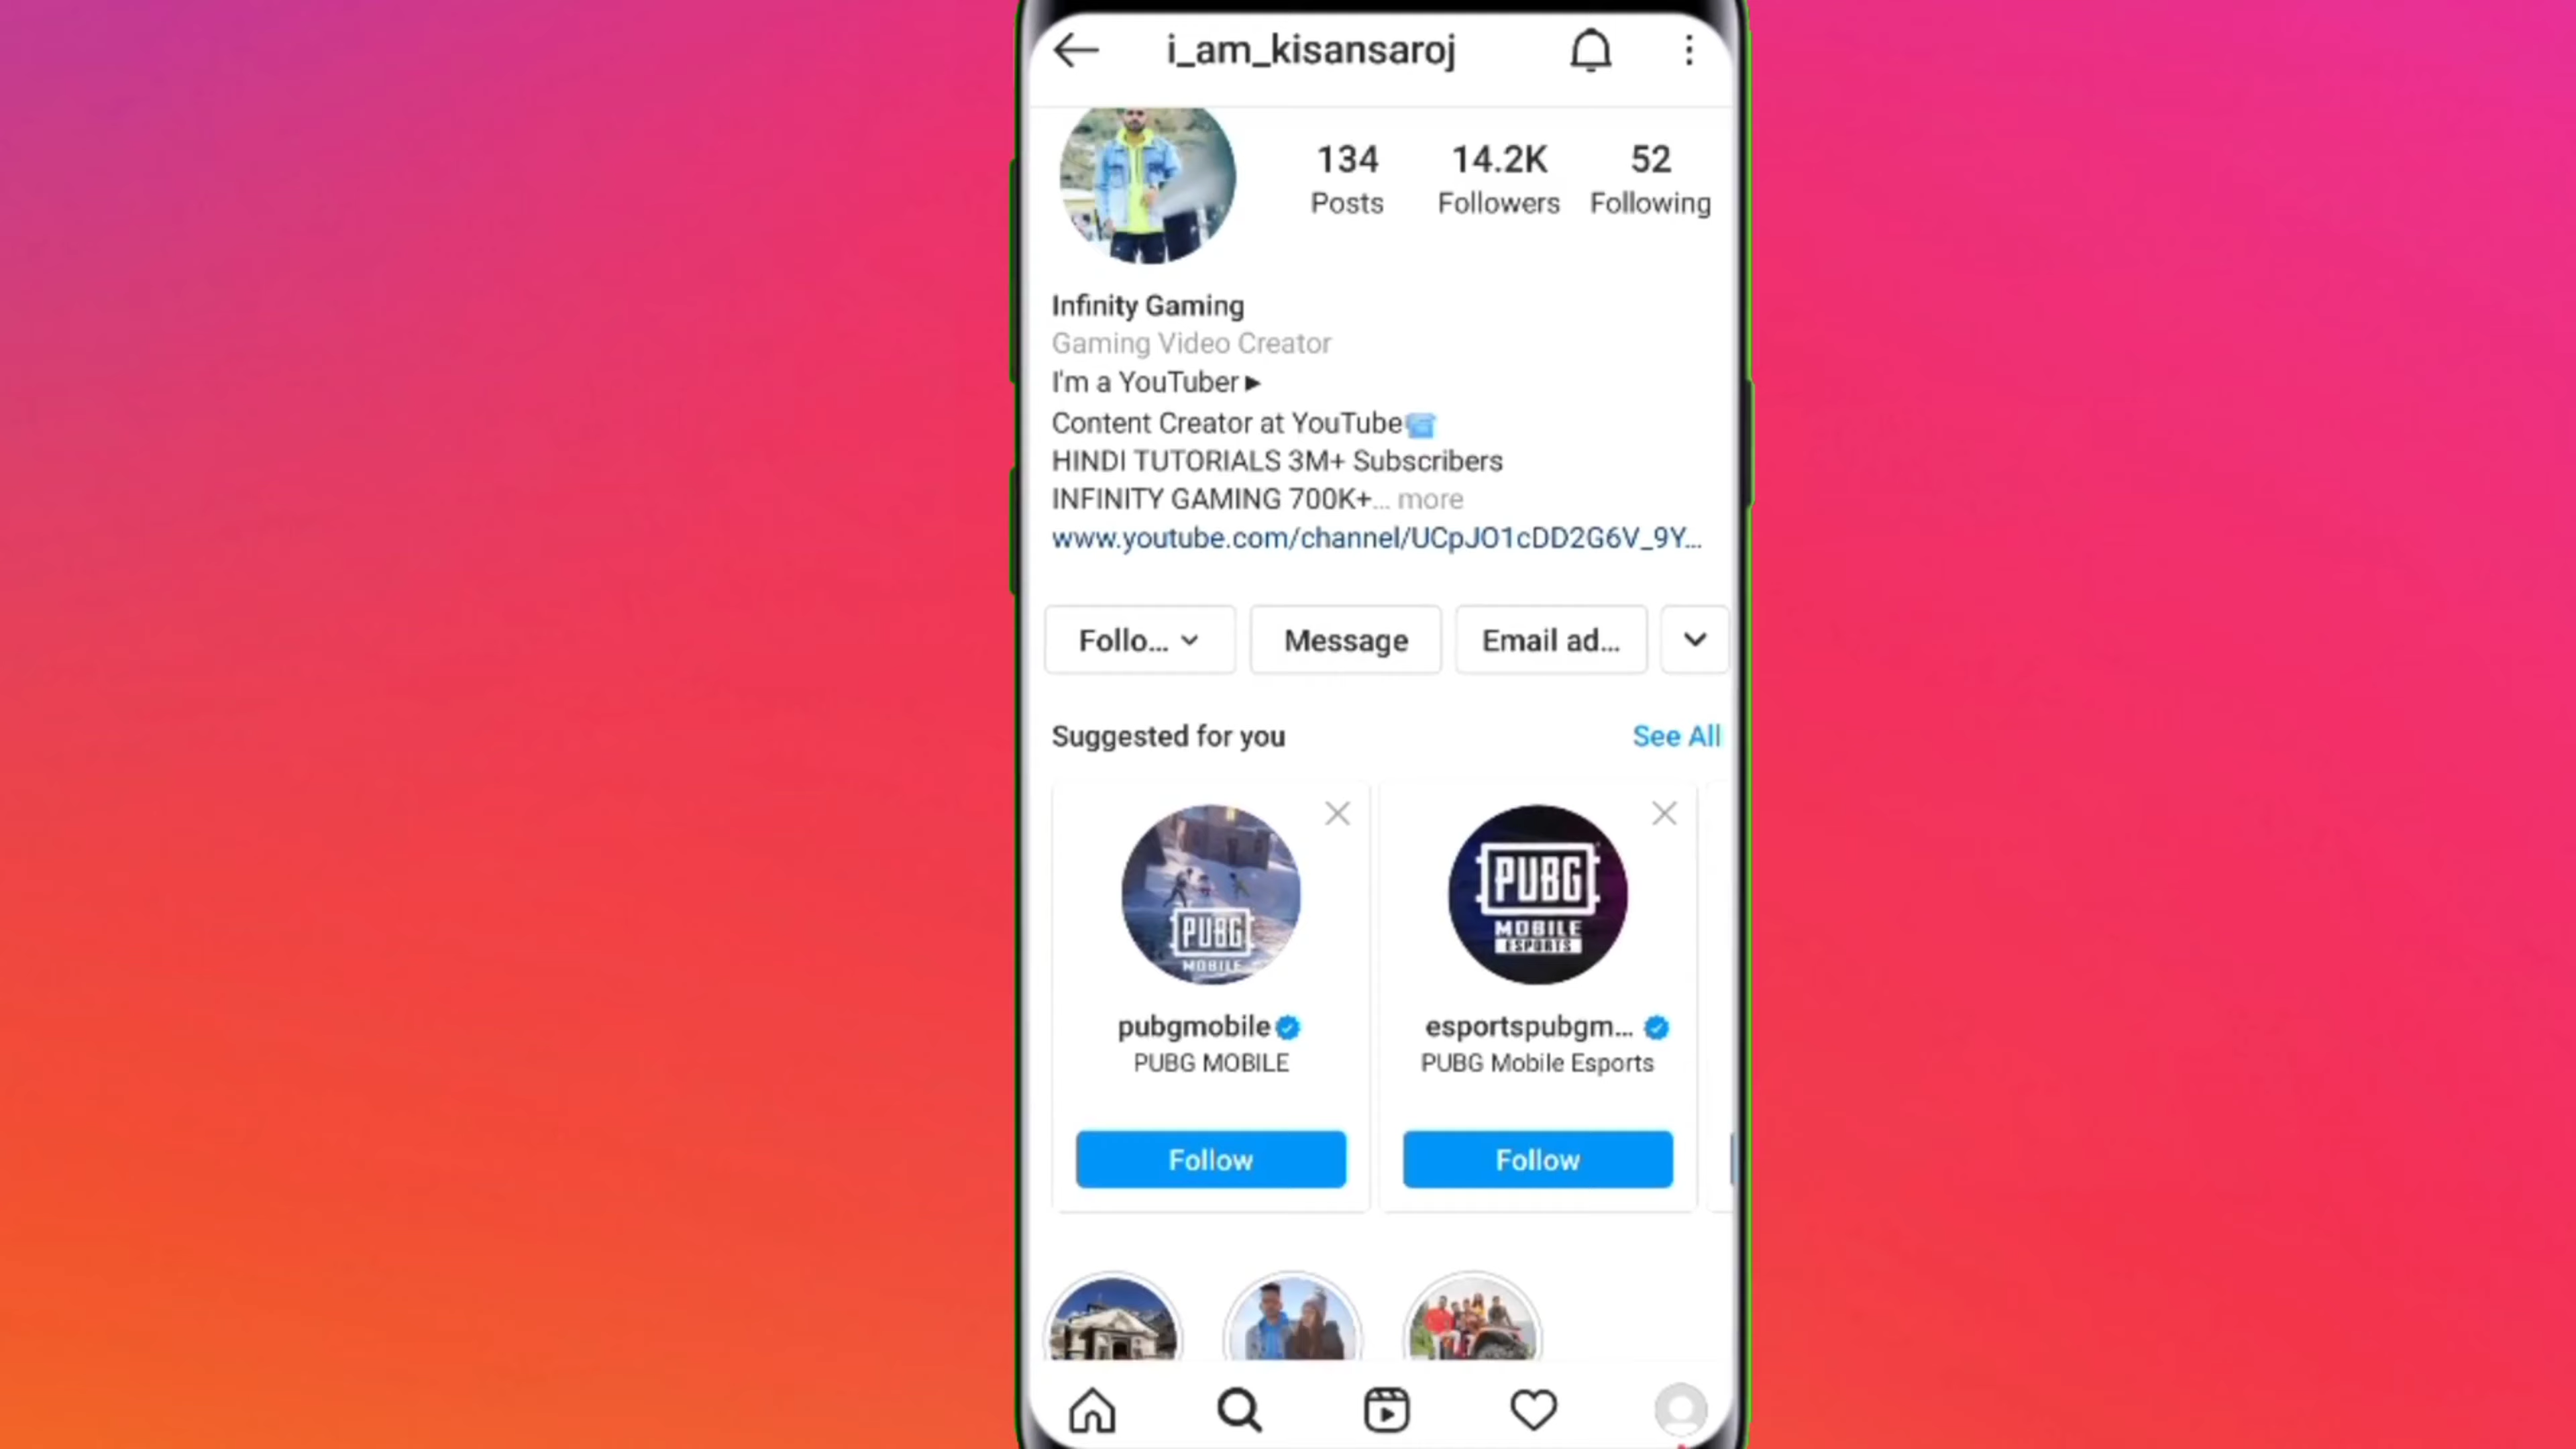 i_am_kisansaroj
134 14.2K 52
Posts Followers Following
Infinity Gaming
Gaming Video Creator
I'm a YouTuber►
Content Creator at YouTube
HINDI TUTORIALS 3M+ Subscribers
INFINITY GAMING 700K+... more
www.youtube.com/channel/UCpJO1cDD2G6V_9Y...
Follo... Message Email ad...
Suggested for you See All
PUBG
MOBILE
PUBG
MOBILE
ESPORTS
pubgmobile esportspubgm...
PUBG MOBILE PUBG Mobile Esports
Follow Follow